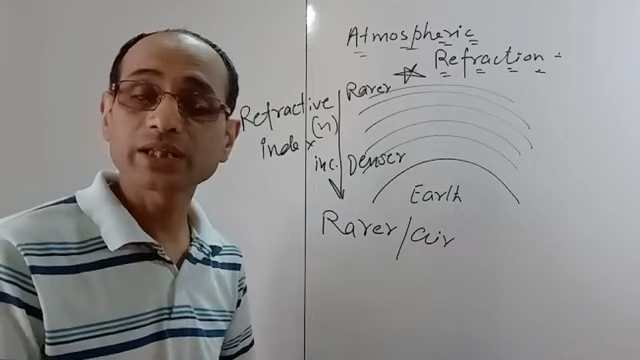 Atmospheric
Refraction :
Rarer
Refractive
(n)
index
inc. Denser
Earth
Rarer/air